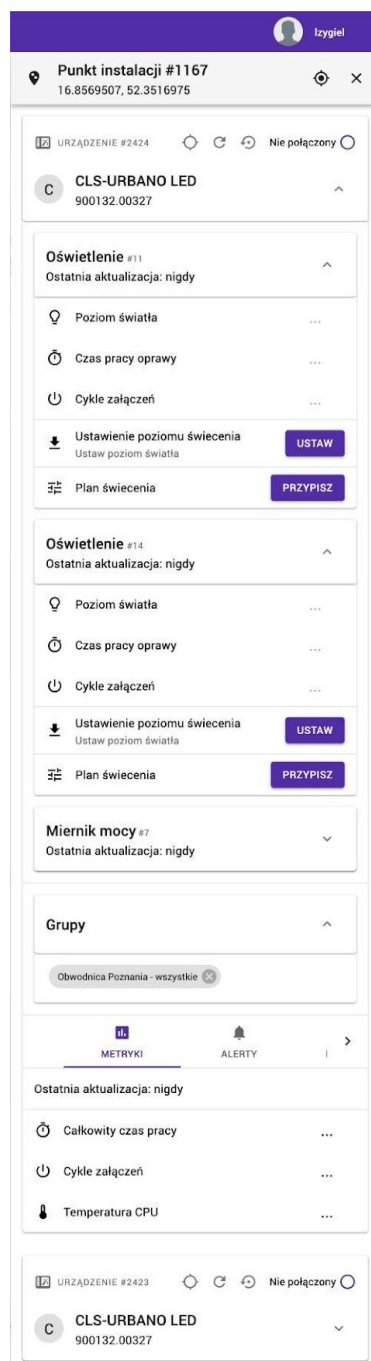 Izygiel
Punkt instalacji #1167
16.8569507, 52.3516975
URZĄDZENIE #2424 Nie połączony
C CLS-URBANO LED
900132.00327
Oświetlenie #11
Ostatnia aktualizacja: nigdy
Poziom światła ...
Czas pracy oprawy ...
Cykle załączeń ...
Ustawienie poziomu świecenia
Ustaw poziom światła
USTAW
Plan świecenia PRZYPISZ
Oświetlenie #14
Ostatnia aktualizacja: nigdy
Poziom światła ...
Czas pracy oprawy ...
Cykle załączeń ...
Ustawienie poziomu świecenia
Ustaw poziom światła
USTAW
Plan świecenia PRZYPISZ
Miernik mocy #7
Ostatnia aktualizacja: nigdy
Grupy
Obwodnica Poznania - wszystkie
METRYKI ALERTY
Ostatnia aktualizacja: nigdy
Całkowity czas pracy ...
Cykle załączeń ...
Temperatura CPU ...
URZĄDZENIE #2423 Nie połączony
C CLS-URBANO LED
900132.00327